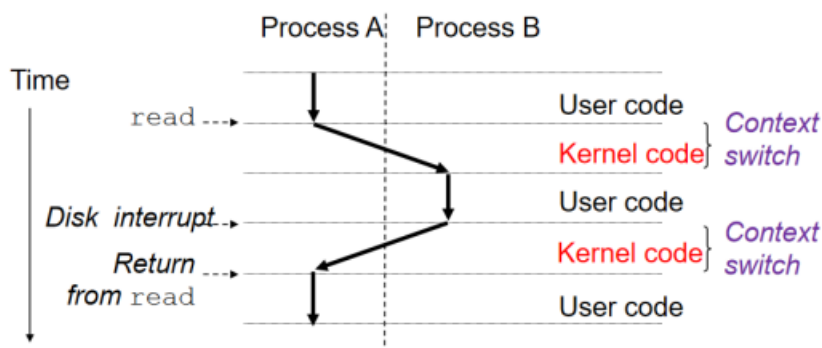 Process A
Process B
Time
User code
read
Context
switch
Kernel code
User code
Disk interrupt
Context
switch
Kernel code
Return
from read
User code